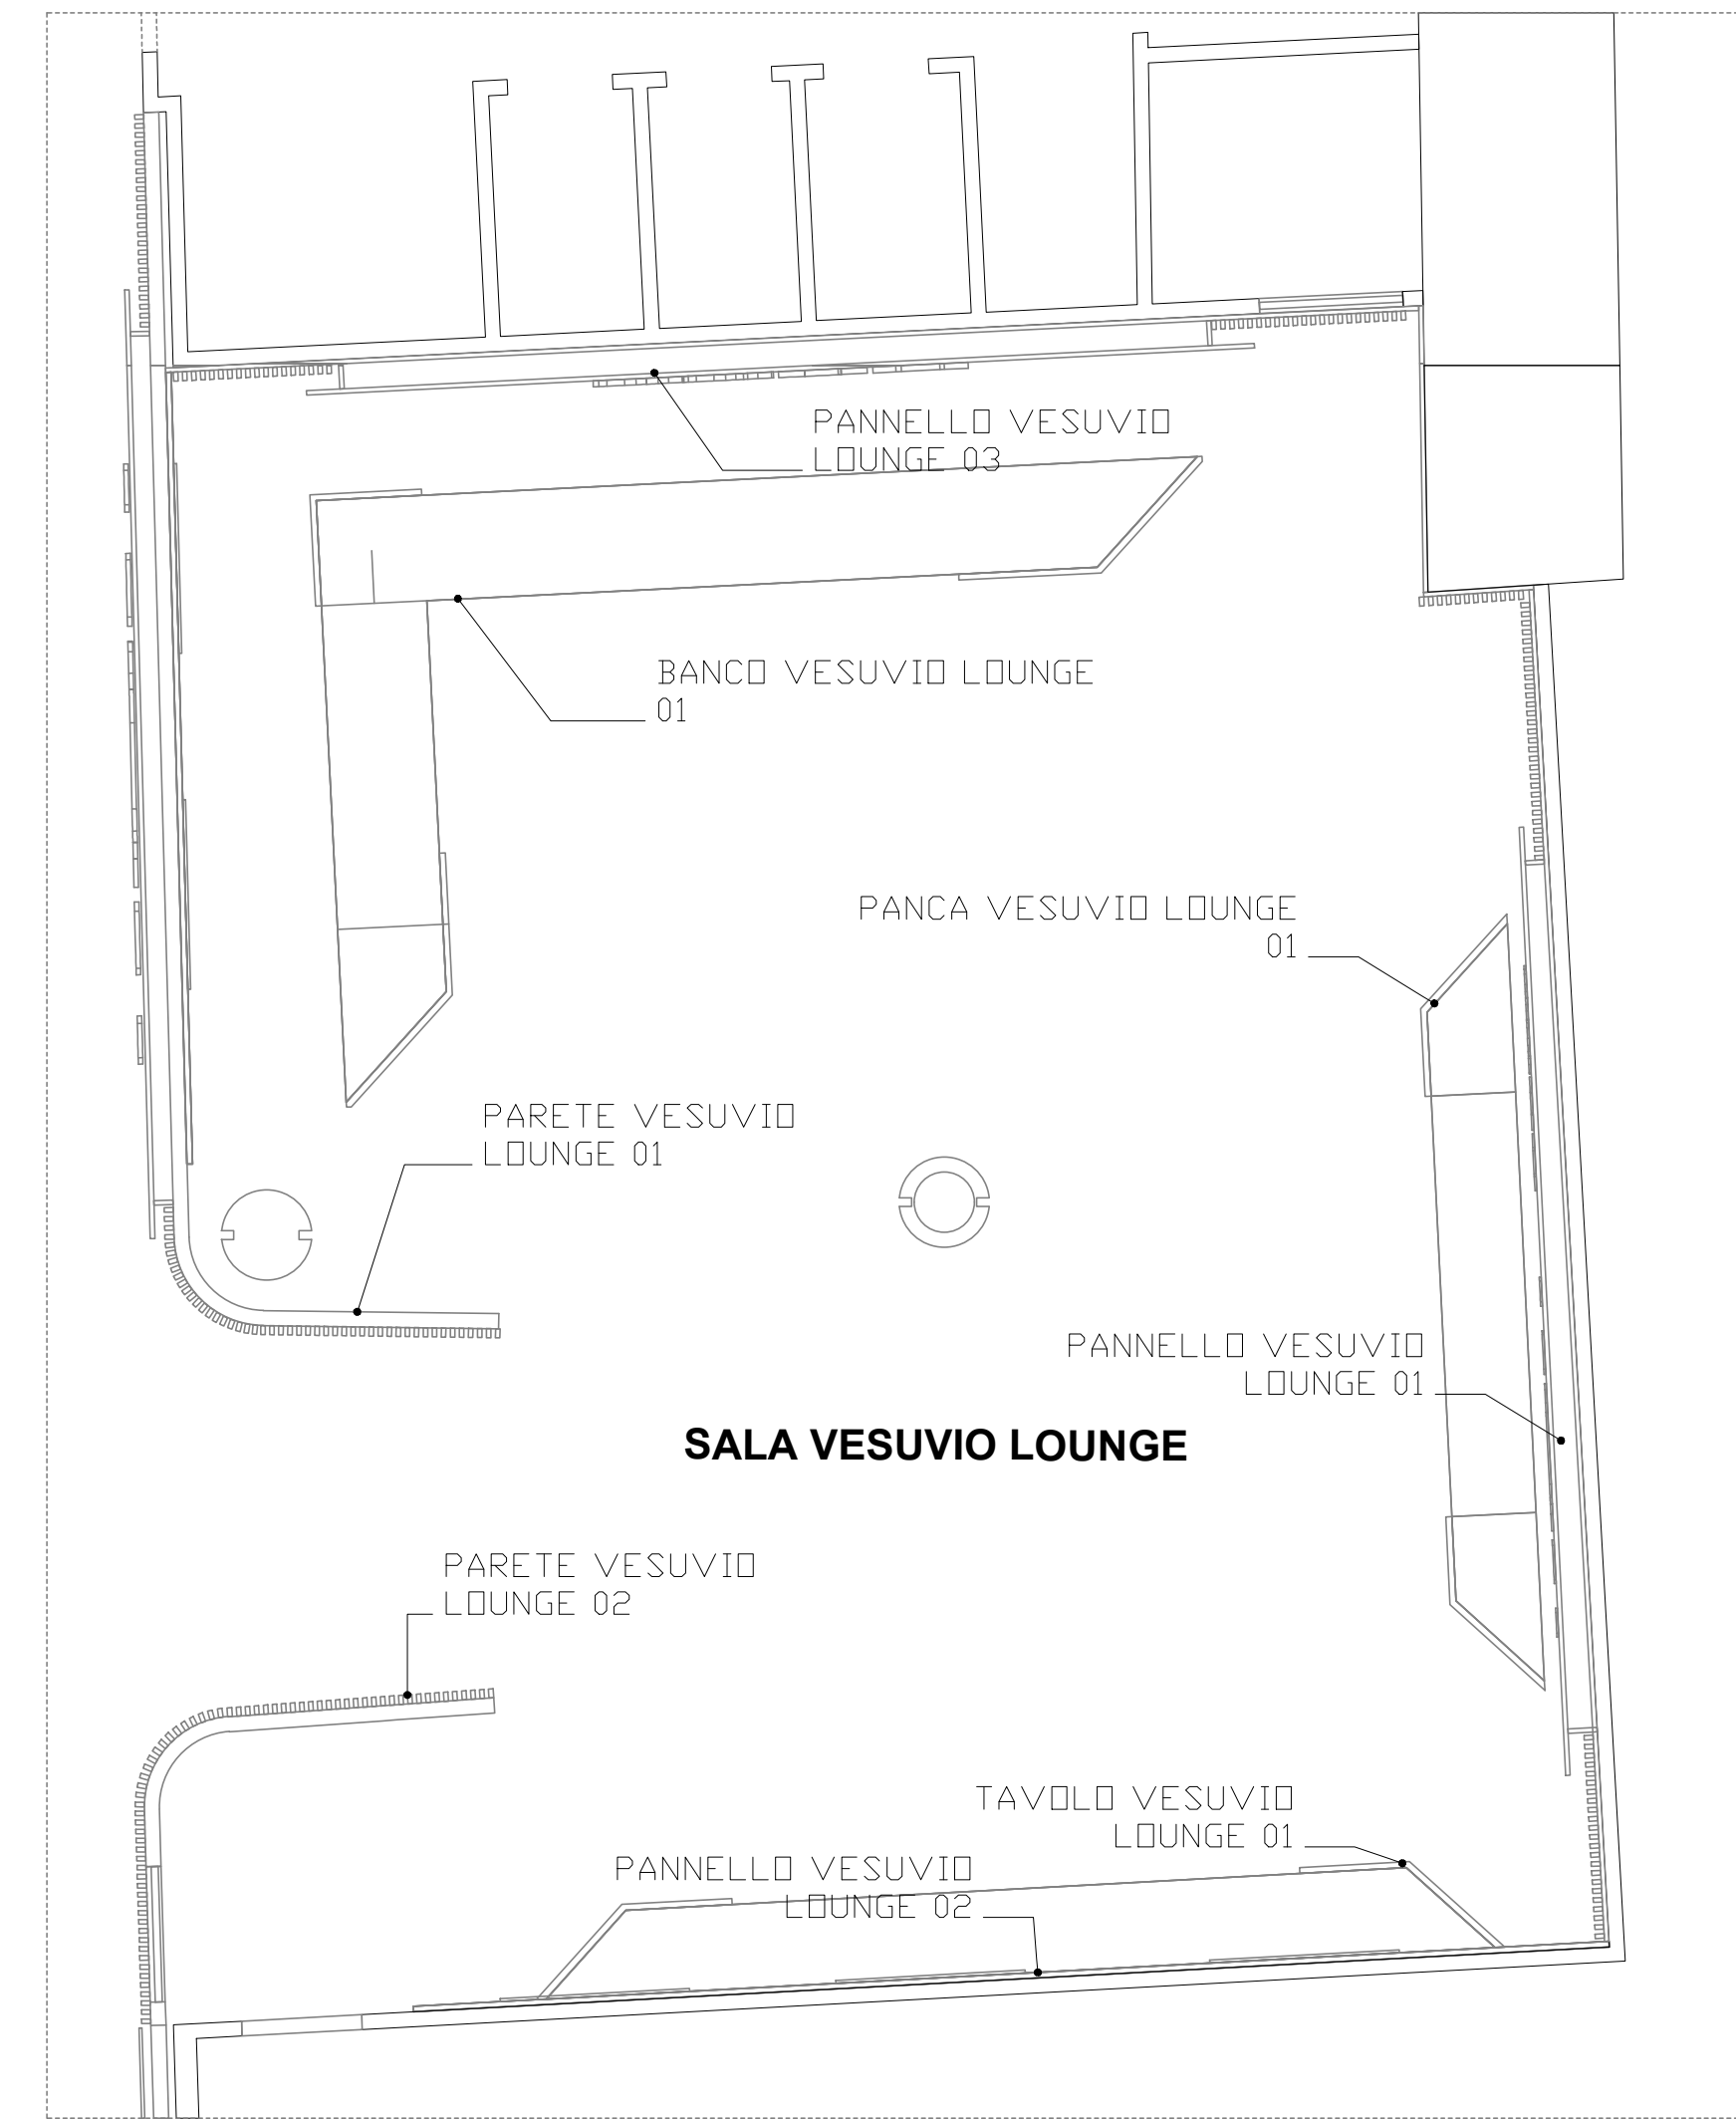 PANNELLO VESUVIO
LOUNGE 03
BANCO VESUVIO LOUNGE
01
PANCA VESUVIO LOUNGE
01
PARETE VESUVIO
LOUNGE 01
PANNELLO VESUVIO
LOUNGE 01
SALA VESUVIO LOUNGE
PARETE VESUVIO
LOUNGE 02
TAVOLO VESUVIO
LOUNGE 01
PANNELLO VESUVIO
LOUNGE 02